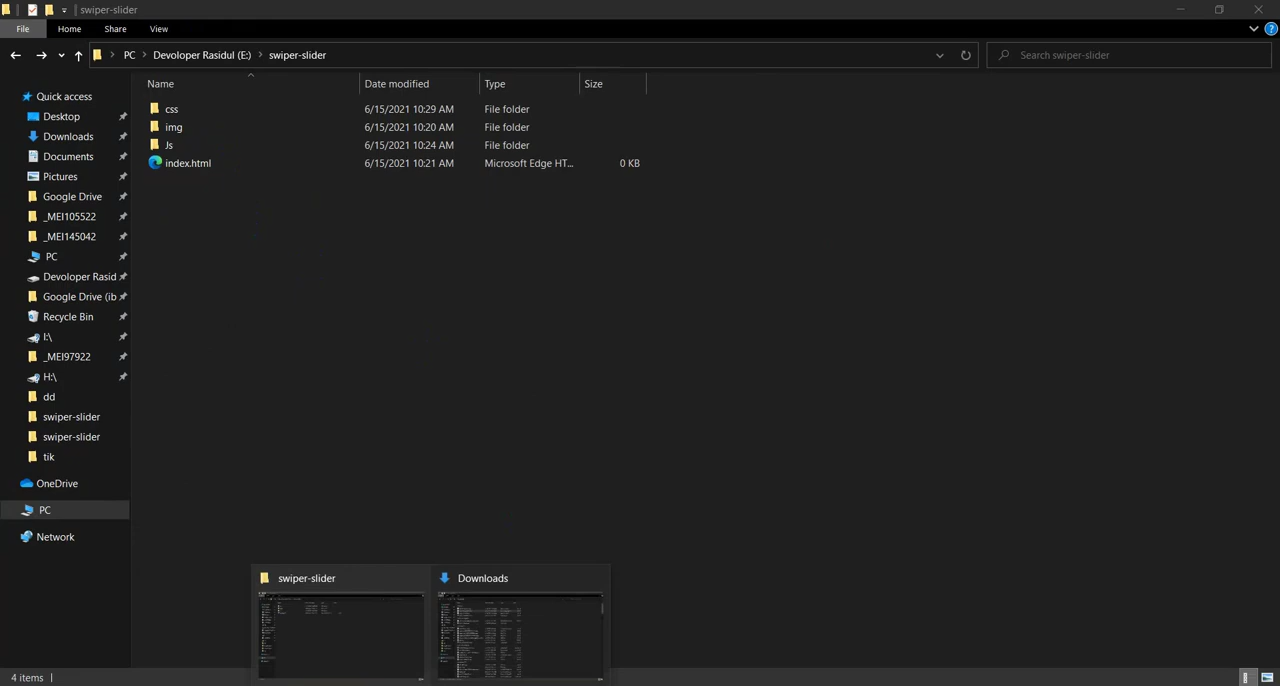 swiper-slider
File Home Share View
PC Devoloper Rasidul (E:) swiper-slider Search swiper-slider
Name Date modified Type Size
css 6/15/2021 10:29 AM File folder
img 6/15/2021 10:20 AM File folder
Js 6/15/2021 10:24 AM File folder
index.html 6/15/2021 10:21 AM Microsoft Edge HT... 0 KB
Quick access
Desktop
Downloads
Documents
Pictures
Google Drive
_MEI105522
_MEI145042
PC
Devoloper Rasid
Google Drive (ib
Recycle Bin
I:\
_MEI97922
H:\
dd
swiper-slider
swiper-slider
tik
OneDrive
PC
Network
swiper-slider Downloads
4 items